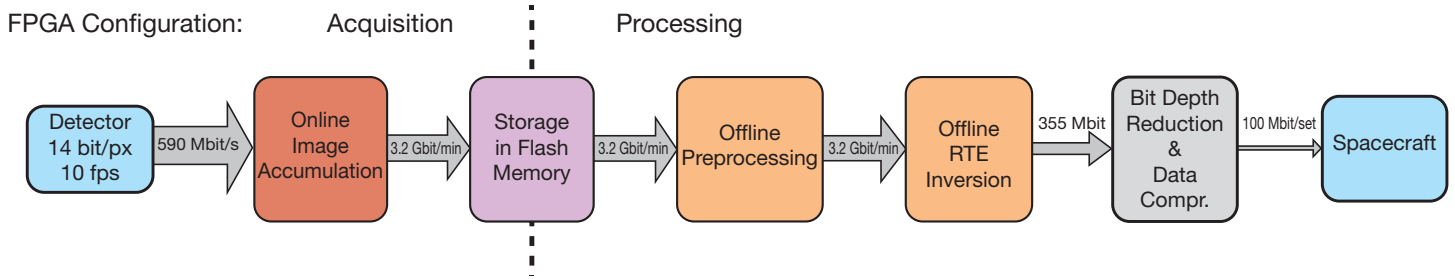 FPGA Configuration: Acquisition Processing
Detector
14 bit/px
10 fps
590 Mbit/s
Online
Image
Accumulation
3.2 Gbit/min
Storage
in Flash
Memory
3.2 Gbit/min
Offline
Preprocessing
3.2 Gbit/min
Offline
RTE
Inversion
355 Mbit
Bit Depth
Reduction
&
Data
Compr.
100 Mbit/set
Spacecraft